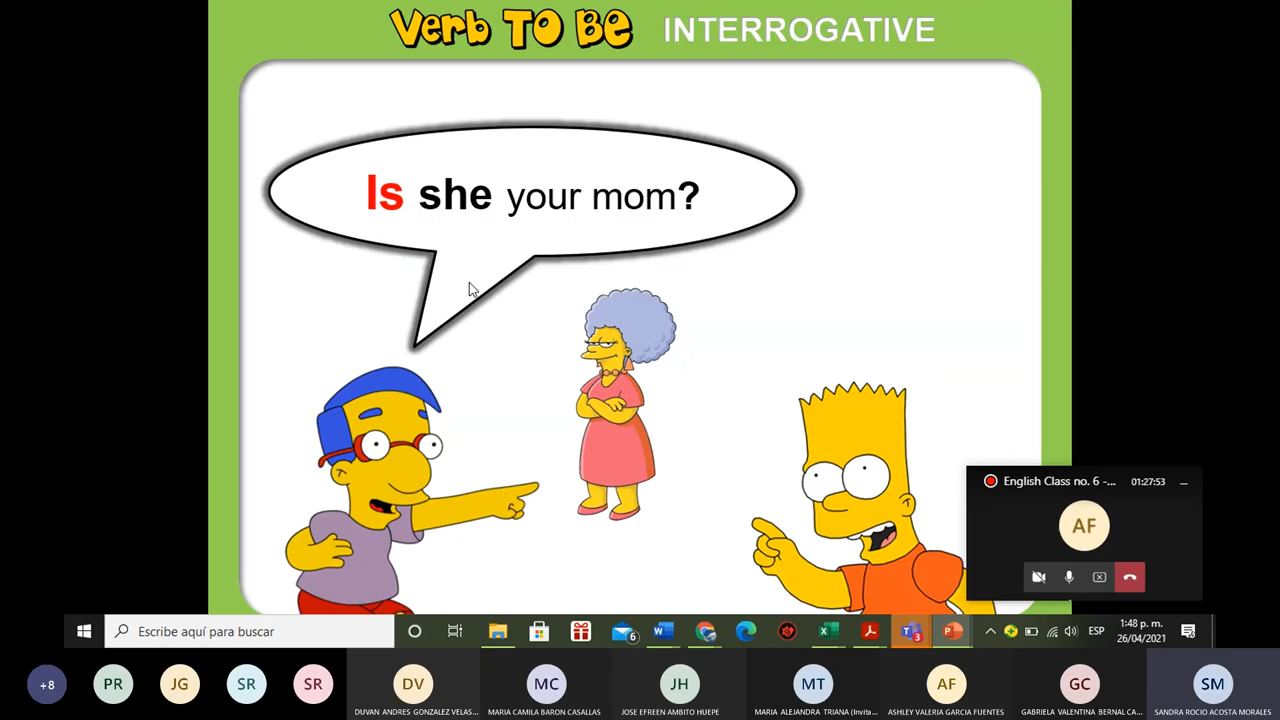 Verb TO Be INTERROGATIVE
Is she your mom?
English Class no. 6 -...
01:27:53
AF
Escribe aquí para buscar
6
3
ESP
1:48 p. m.
26/04/2021
+8
PR
JG
SR
SR
DV
MC
JH
MT
AF
GC
SM
DUVAN ANDRES GONZALEZ VELAS...
MARIA CAMILA BARON CASALLAS
JOSE EFREEN AMBITO HUEPE
MARIA ALEJANDRA TRIANA (Invita...
ASHLEY VALERIA GARCIA FUENTES
GABRIELA VALENTINA BERNAL CA...
SANDRA ROCIO ACOSTA MORALES